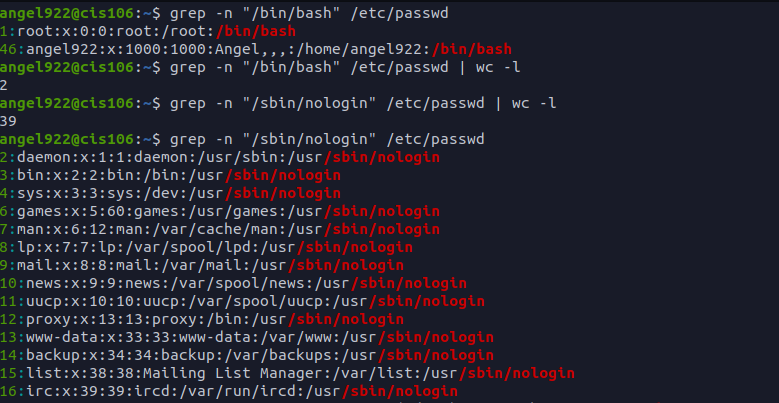 angel922@cis106:~$ grep -n "/bin/bash" /etc/passwd
1:root:x:0:0:root:/root:/bin/bash
46:angel922:x:1000:1000:Angel,,,:/home/angel922:/bin/bash
angel922@cis106:~$ grep -n "/bin/bash" /etc/passwd | wc -l
2
angel922@cis106:~$ grep -n "/sbin/nologin" /etc/passwd | wc -l
39
angel922@cis106:~$ grep -n "/sbin/nologin" /etc/passwd
2:daemon:x:1:1:daemon:/usr/sbin:/usr/sbin/nologin
3:bin:x:2:2:bin:/bin:/usr/sbin/nologin
4:sys:x:3:3:sys:/dev:/usr/sbin/nologin
6:games:x:5:60:games:/usr/games:/usr/sbin/nologin
7:man:x:6:12:man:/var/cache/man:/usr/sbin/nologin
8:lp:x:7:7:lp:/var/spool/lpd:/usr/sbin/nologin
9:mail:x:8:8:mail:/var/mail:/usr/sbin/nologin
10:news:x:9:9:news:/var/spool/news:/usr/sbin/nologin
11:uucp:x:10:10:uucp:/var/spool/uucp:/usr/sbin/nologin
12:proxy:x:13:13:proxy:/bin:/usr/sbin/nologin
13:www-data:x:33:33:www-data:/var/www:/usr/sbin/nologin
14:backup:x:34:34:backup:/var/backups:/usr/sbin/nologin
15:list:x:38:38:Mailing List Manager:/var/list:/usr/sbin/nologin
16:irc:x:39:39:ircd:/var/run/ircd:/usr/sbin/nologin